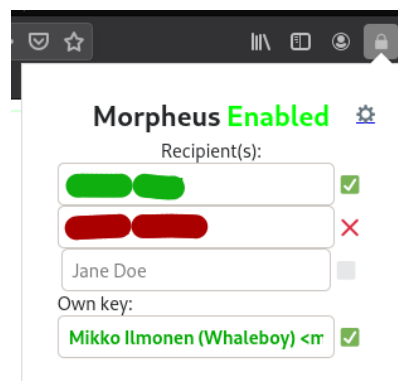 Morpheus Enabled
Recipient(s):
Jane Doe
Own key:
Mikko Ilmonen (Whaleboy) <m